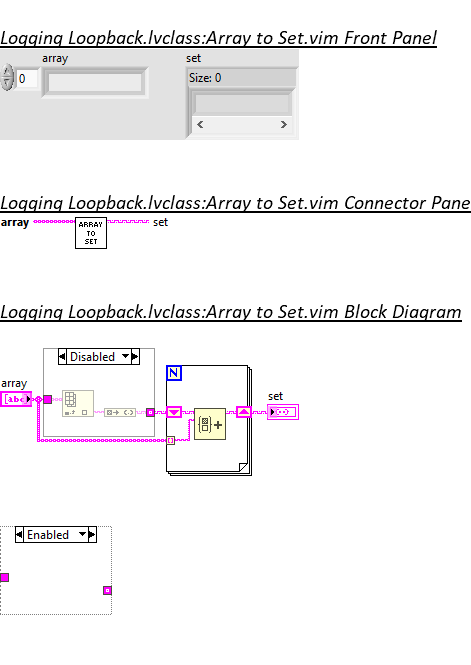 Logging Loopback.lvclass:Array to Set.vim Front Panel
array
set
0
Size: 0
Logging Loopback.lvclass:Array to Set.vim Connector Pane
array
ARRAY
TO
SET
set
Logging Loopback.lvclass:Array to Set.vim Block Diagram
Disabled
N
array
[abc]
set
Enabled